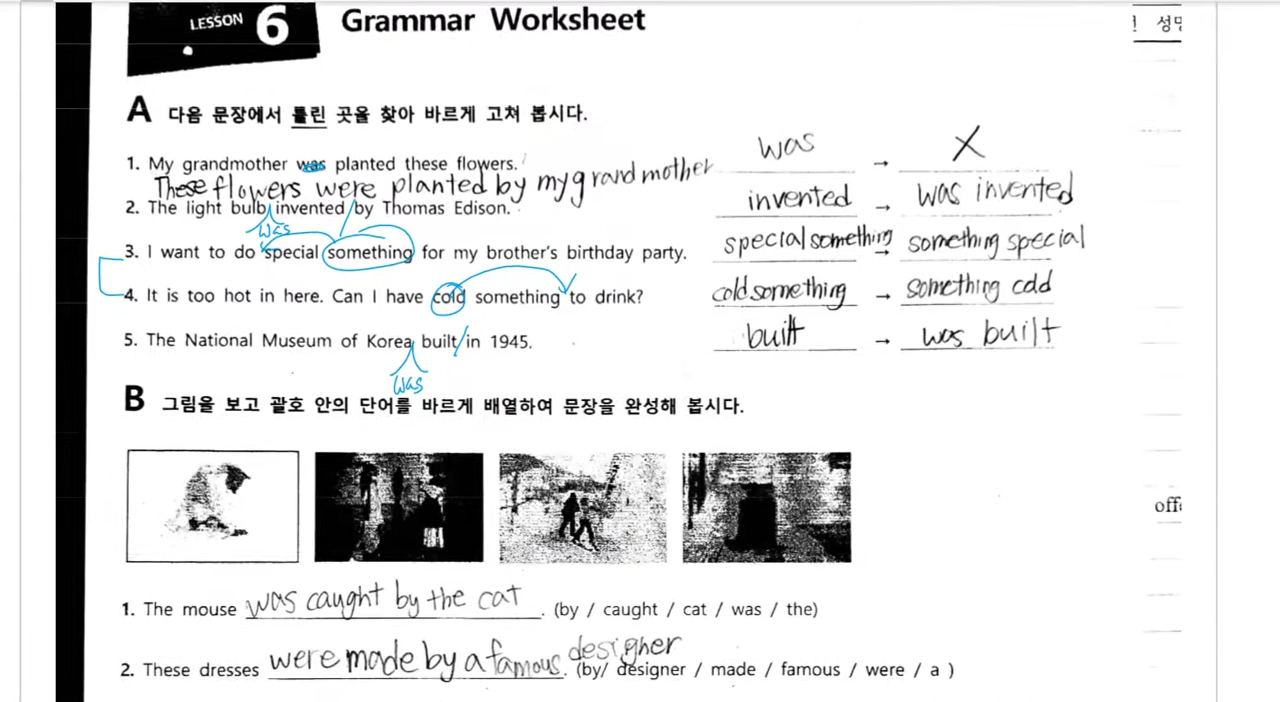 LESSON 6 Grammar Worksheet
성명
A 다음 문장에서 틀린 곳을 찾아 바르게 고쳐 봅시다.
1. My grandmother was planted these flowers. was → X
These flowers were planted by my grandmother
2. The light bulb invented by Thomas Edison. invented → was invented
was
3. I want to do special something for my brother's birthday party. special something → something special
4. It is too hot in here. Can I have cold something to drink? cold something → something cold
5. The National Museum of Korea built in 1945. built → was built
was
B 그림을 보고 괄호 안의 단어를 바르게 배열하여 문장을 완성해 봅시다.
1. The mouse was caught by the cat. (by / caught / cat / was / the)
2. These dresses were made by a famous designer. (by/ designer / made / famous / were / a )